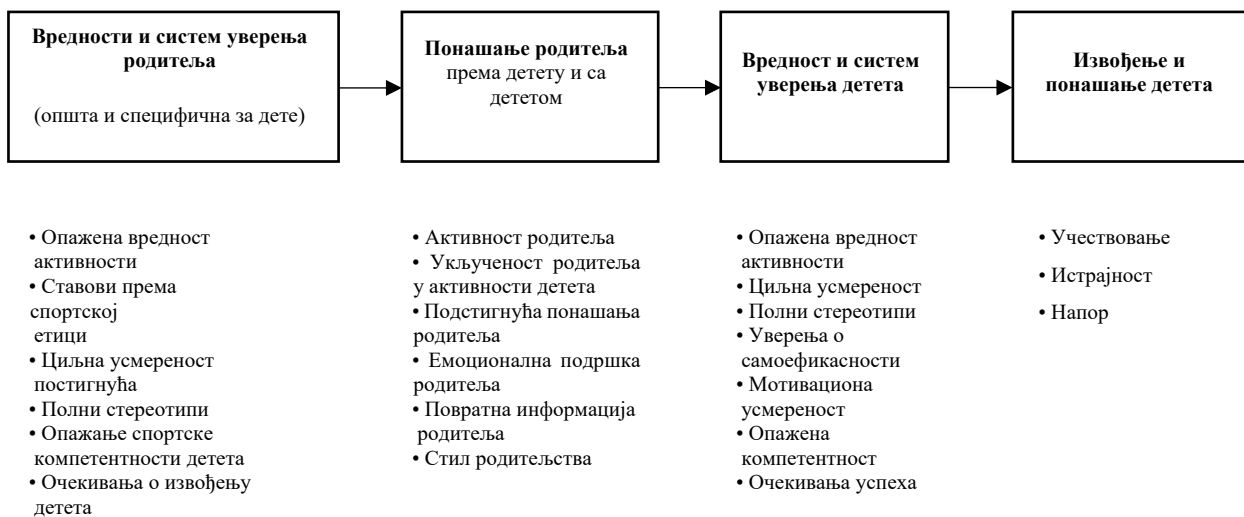 Вредности и систем уверења
родитеља
(општа и специфична за дете)
Понашање родитеља
према детету и са
дететом
Вредност и систем
уверења детета
Извођење и
понашање детета
• Опажена вредност
активности
• Ставови према
спортској
етици
• Циљна усмереност
постигнућа
• Полни стереотипи
• Опажање спортске
компетентности детета
• Очекивања о извођењу
детета
• Активност родитеља
• Укљученост родитеља
у активности детета
• Подстигнућа понашања
родитеља
• Емоционална подршка
родитеља
• Повратна информација
родитеља
• Стил родитељства
• Опажена вредност
активности
• Циљна усмереност
• Полни стереотипи
• Уверења о
самоефикасности
• Мотивациона
усмереност
• Опажена
компетентност
• Очекивања успеха
• Учествовање
• Истрајност
• Напор